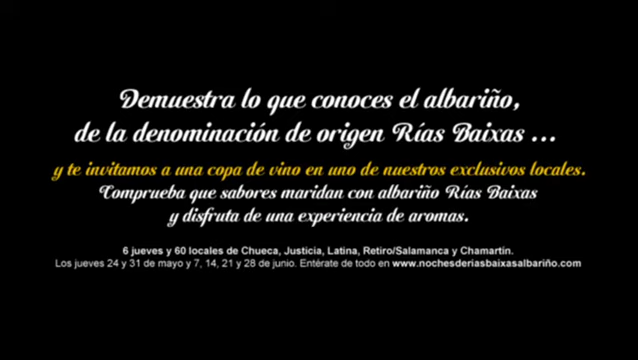 Demuestra lo que conoces el albariño,
de la denominación de origen Rías Baixas ...
y te invitamos a una copa de vino en uno de nuestros exclusivos locales.
Comprueba que sabores maridan con albariño Rías Baixas
y disfruta de una experiencia de aromas.
6 jueves y 60 locales de Chueca, Justicia, Latina, Retiro/Salamanca y Chamartín.
Los jueves 24 y 31 de mayo y 7, 14, 21 y 28 de junio. Entérate de todo en www.nochesderiasbaixasalbariño.com